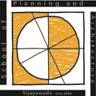 School of
Planning and
Architecture
Vijayawada